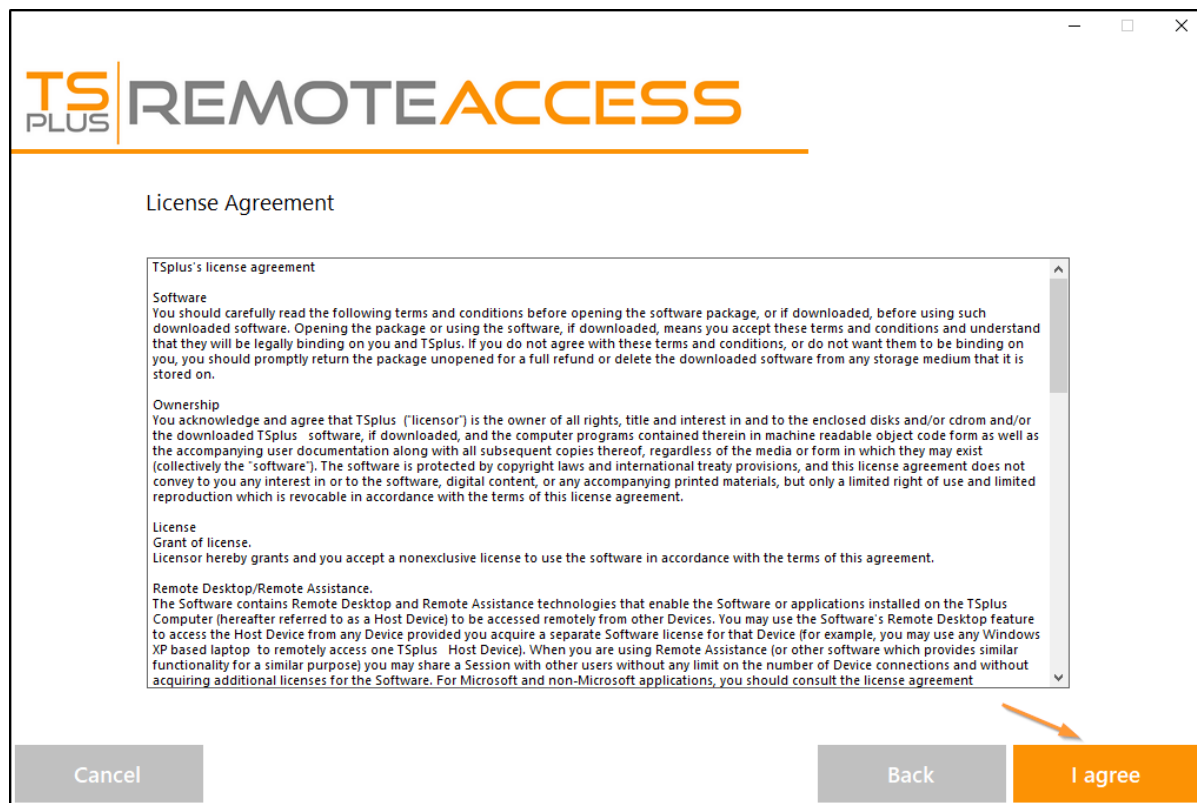 TS PLUS REMOTEACCESS
License Agreement
TSplus's license agreement
Software
You should carefully read the following terms and conditions before opening the software package, or if downloaded, before using such
downloaded software. Opening the package or using the software, if downloaded, means you accept these terms and conditions and understand
that they will be legally binding on you and TSplus. If you do not agree with these terms and conditions, or do not want them to be binding on
you, you should promptly return the package unopened for a full refund or delete the downloaded software from any storage medium that it is
stored on.
Ownership
You acknowledge and agree that TSplus ("licensor") is the owner of all rights, title and interest in and to the enclosed disks and/or cdrom and/or
the downloaded TSplus software, if downloaded, and the computer programs contained therein in machine readable object code form as well as
the accompanying user documentation along with all subsequent copies thereof, regardless of the media or form in which they may exist
(collectively the "software"). The software is protected by copyright laws and international treaty provisions, and this license agreement does not
convey to you any interest in or to the software, digital content, or any accompanying printed materials, but only a limited right of use and limited
reproduction which is revocable in accordance with the terms of this license agreement.
License
Grant of license.
Licensor hereby grants and you accept a nonexclusive license to use the software in accordance with the terms of this agreement.
Remote Desktop/Remote Assistance.
The Software contains Remote Desktop and Remote Assistance technologies that enable the Software or applications installed on the TSplus
Computer (hereafter referred to as a Host Device) to be accessed remotely from other Devices. You may use the Software's Remote Desktop feature
to access the Host Device from any Device provided you acquire a separate Software license for that Device (for example, you may use any Windows
XP based laptop to remotely access one TSplus Host Device). When you are using Remote Assistance (or other software which provides similar
functionality for a similar purpose) you may share a Session with other users without any limit on the number of Device connections and without
acquiring additional licenses for the Software. For Microsoft and non-Microsoft applications, you should consult the license agreement
Cancel
Back
I agree